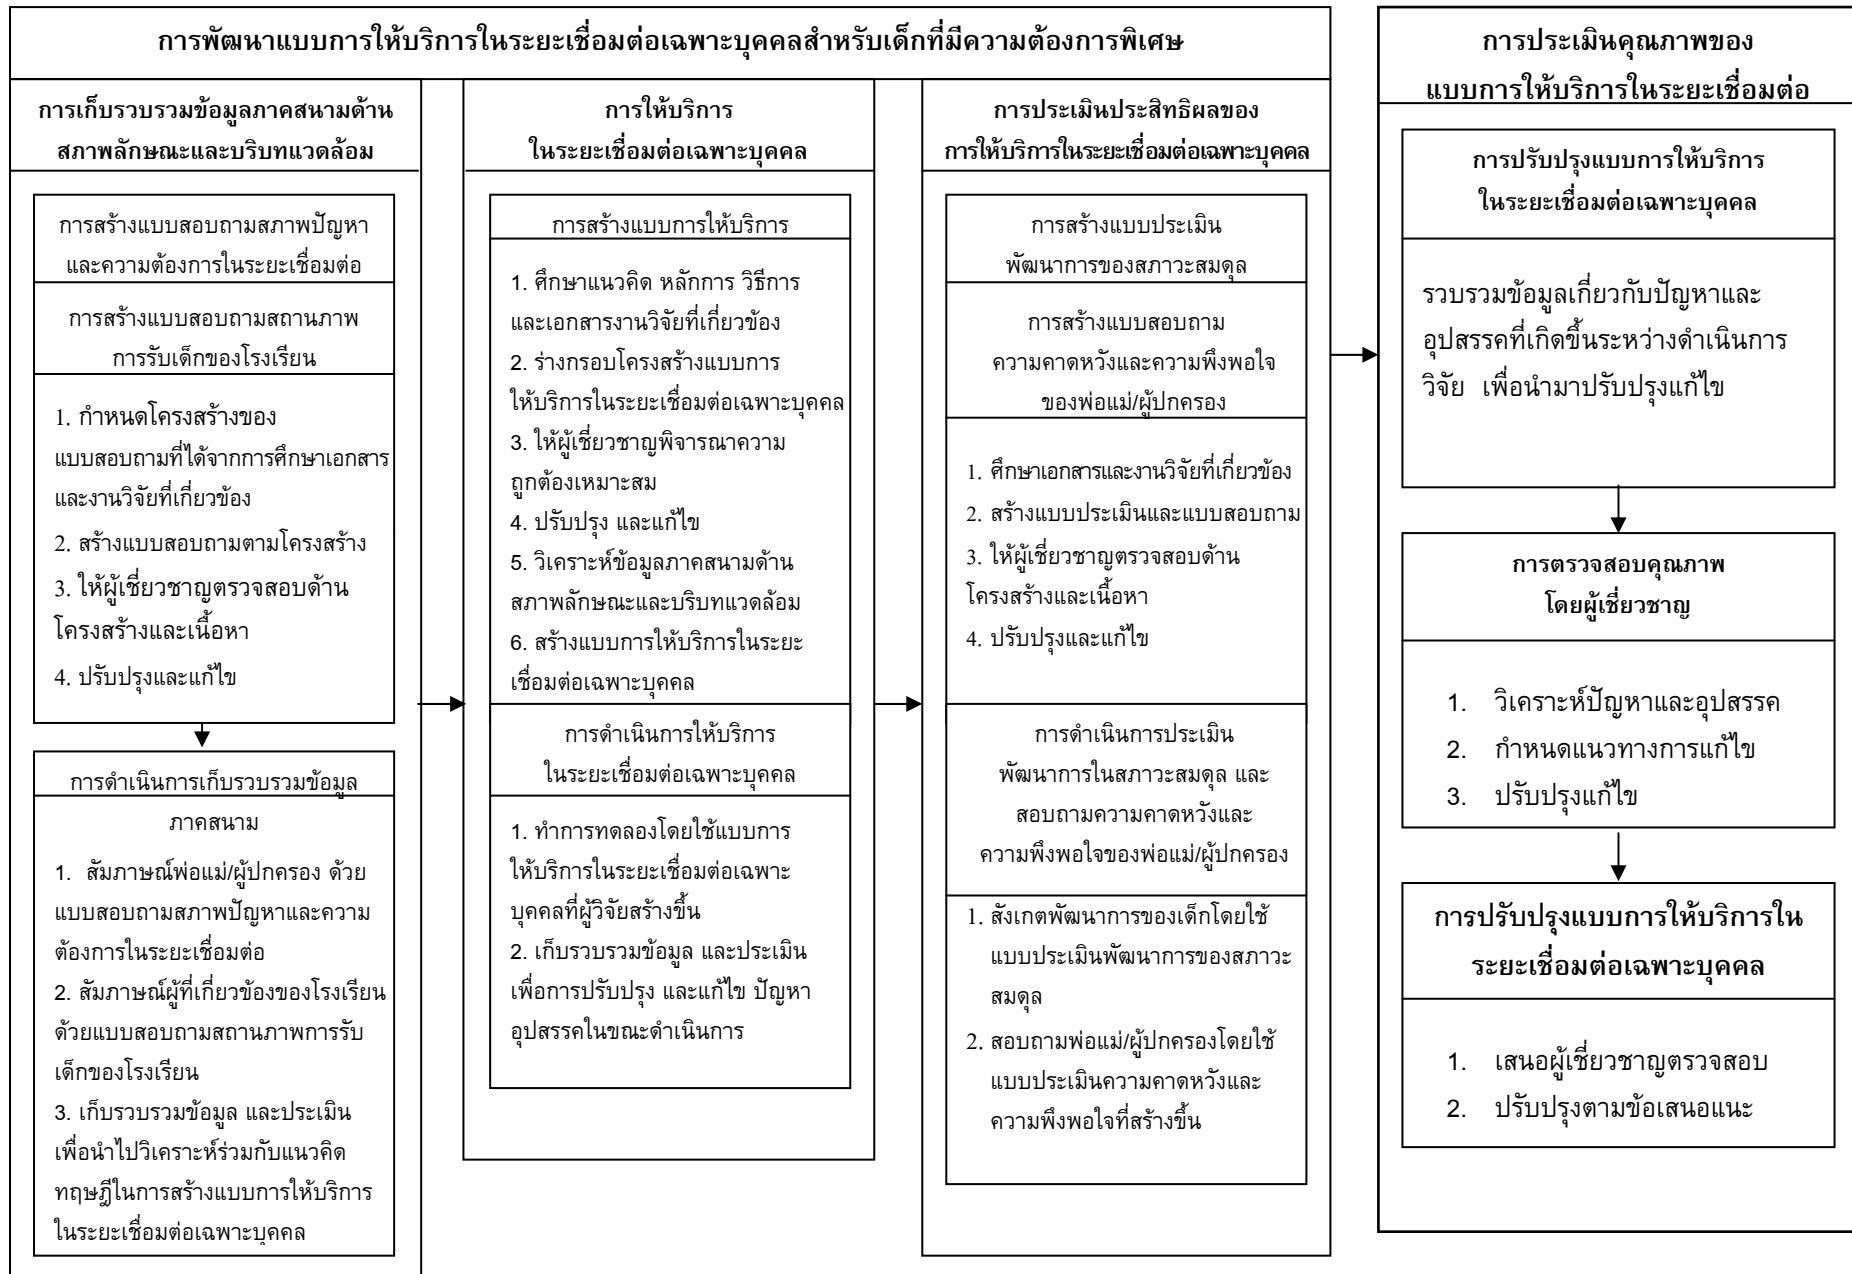 การพัฒนาแบบการให้บริการในระยะเชื่อมต่อเฉพาะบุคคลสำหรับเด็กที่มีความต้องการพิเศษ
การเก็บรวบรวมข้อมูลภาคสนามด้าน
สภาพลักษณะและบริบทแวดล้อม
การสร้างแบบสอบถามสภาพปัญหา
และความต้องการในระยะเชื่อมต่อ
การสร้างแบบสอบถามสถานภาพ
การรับเด็กของโรงเรียน
1. กำหนดโครงสร้างของ
แบบสอบถามที่ได้จากการศึกษาเอกสาร
และงานวิจัยที่เกี่ยวข้อง
2. สร้างแบบสอบถามตามโครงสร้าง
3. ให้ผู้เชี่ยวชาญตรวจสอบด้าน
โครงสร้างและเนื้อหา
4. ปรับปรุงและแก้ไข
การดำเนินการเก็บรวบรวมข้อมูล
ภาคสนาม
1. สัมภาษณ์พ่อแม่/ผู้ปกครอง ด้วย
แบบสอบถามสภาพปัญหาและความ
ต้องการในระยะเชื่อมต่อ
2. สัมภาษณ์ผู้ที่เกี่ยวข้องของโรงเรียน
ด้วยแบบสอบถามสถานภาพการรับ
เด็กของโรงเรียน
3. เก็บรวบรวมข้อมูล และประเมิน
เพื่อนำไปวิเคราะห์ร่วมกับแนวคิด
ทฤษฎีในการสร้างแบบการให้บริการ
ในระยะเชื่อมต่อเฉพาะบุคคล
การให้บริการ
ในระยะเชื่อมต่อเฉพาะบุคคล
การสร้างแบบการให้บริการ
1. ศึกษาแนวคิด หลักการ วิธีการ
และเอกสารงานวิจัยที่เกี่ยวข้อง
2. ร่างกรอบโครงสร้างแบบการ
ให้บริการในระยะเชื่อมต่อเฉพาะบุคคล
3. ให้ผู้เชี่ยวชาญพิจารณาความ
ถูกต้องเหมาะสม
4. ปรับปรุง และแก้ไข
5. วิเคราะห์ข้อมูลภาคสนามด้าน
สภาพลักษณะและบริบทแวดล้อม
6. สร้างแบบการให้บริการในระยะ
เชื่อมต่อเฉพาะบุคคล
การดำเนินการให้บริการ
ในระยะเชื่อมต่อเฉพาะบุคคล
1. ทำการทดลองโดยใช้แบบการ
ให้บริการในระยะเชื่อมต่อเฉพาะ
บุคคลที่ผู้วิจัยสร้างขึ้น
2. เก็บรวบรวมข้อมูล และประเมิน
เพื่อการปรับปรุง และแก้ไข ปัญหา
อุปสรรคในขณะดำเนินการ
การประเมินประสิทธิผลของ
การให้บริการในระยะเชื่อมต่อเฉพาะบุคคล
การสร้างแบบประเมิน
พัฒนาการของสภาวะสมดุล
การสร้างแบบสอบถาม
ความคาดหวังและความพึงพอใจ
ของพ่อแม่/ผู้ปกครอง
1. ศึกษาเอกสารและงานวิจัยที่เกี่ยวข้อง
2. สร้างแบบประเมินและแบบสอบถาม
3. ให้ผู้เชี่ยวชาญตรวจสอบด้าน
โครงสร้างและเนื้อหา
4. ปรับปรุงและแก้ไข
การดำเนินการประเมิน
พัฒนาการในสภาวะสมดุล และ
สอบถามความคาดหวังและ
ความพึงพอใจของพ่อแม่/ผู้ปกครอง
1. สังเกตพัฒนาการของเด็กโดยใช้
แบบประเมินพัฒนาการของสภาวะ
สมดุล
2. สอบถามพ่อแม่/ผู้ปกครองโดยใช้
แบบประเมินความคาดหวังและ
ความพึงพอใจที่สร้างขึ้น
การประเมินคุณภาพของ
แบบการให้บริการในระยะเชื่อมต่อ
การปรับปรุงแบบการให้บริการ
ในระยะเชื่อมต่อเฉพาะบุคคล
รวบรวมข้อมูลเกี่ยวกับปัญหาและ
อุปสรรคที่เกิดขึ้นระหว่างดำเนินการ
วิจัย เพื่อนำมาปรับปรุงแก้ไข
การตรวจสอบคุณภาพ
โดยผู้เชี่ยวชาญ
1. วิเคราะห์ปัญหาและอุปสรรค
2. กำหนดแนวทางการแก้ไข
3. ปรับปรุงแก้ไข
การปรับปรุงแบบการให้บริการใน
ระยะเชื่อมต่อเฉพาะบุคคล
1. เสนอผู้เชี่ยวชาญตรวจสอบ
2. ปรับปรุงตามข้อเสนอแนะ